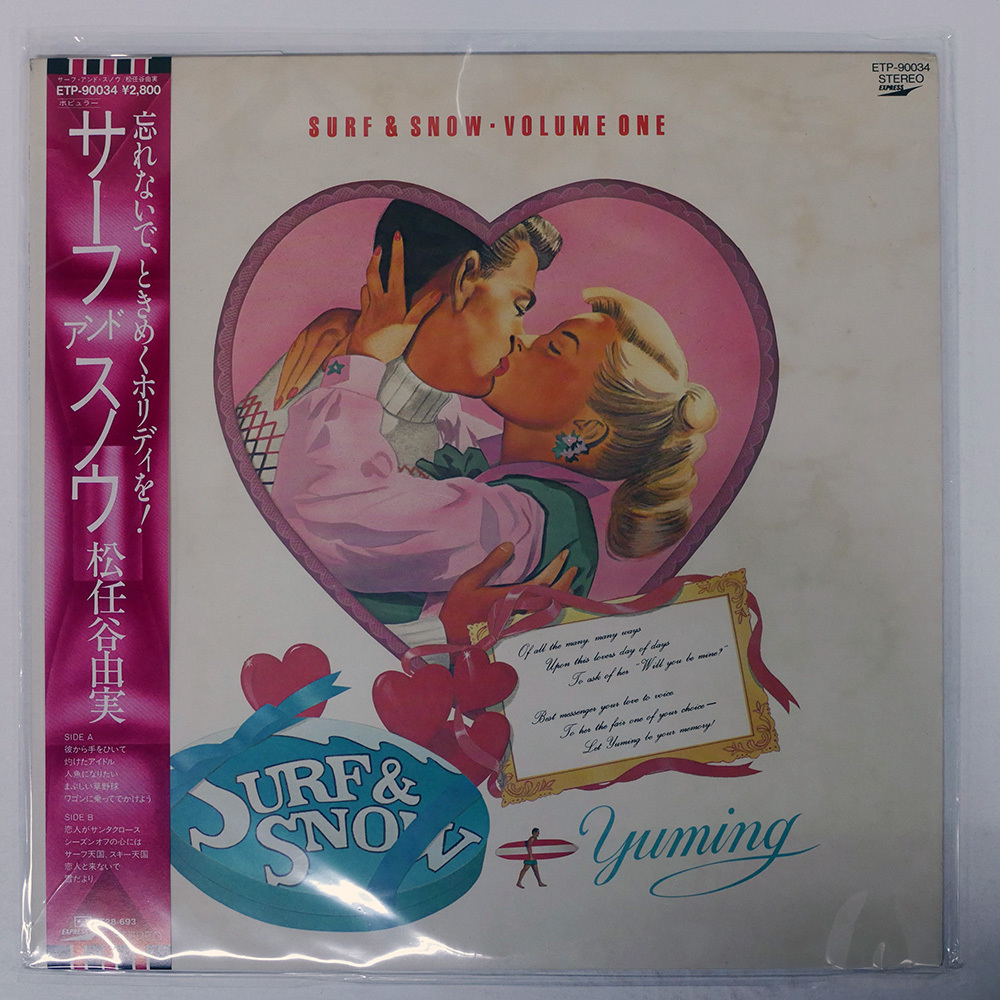 サーフ・アンド・スノウ/松任谷由実
ETP-90034 ¥2,800
ポピュラー
忘れないで、ときめくホリディを!
サーフアンドスノウ
松任谷由実
SIDE A
彼から手をひいて
灼けたアイドル
人魚になりたい
まぶしい草野球
ワゴンに乗ってでかけよう
SIDE B
恋人がサンタクロース
シーズンオフの心には
サーフ天国、スキー天国
恋人と来ないで
雪だより
EXPRESS
ETP-90034
STEREO
EXPRESS
SURF & SNOW・VOLUME ONE
Of all the many, many ways
Upon this lovers day of days
To ask of her "Will you be mine?"
Best messenger your love to voice
To her the fair one of your choice—
Let Yuming be your memory!
SURF &
SNOW
Yuming